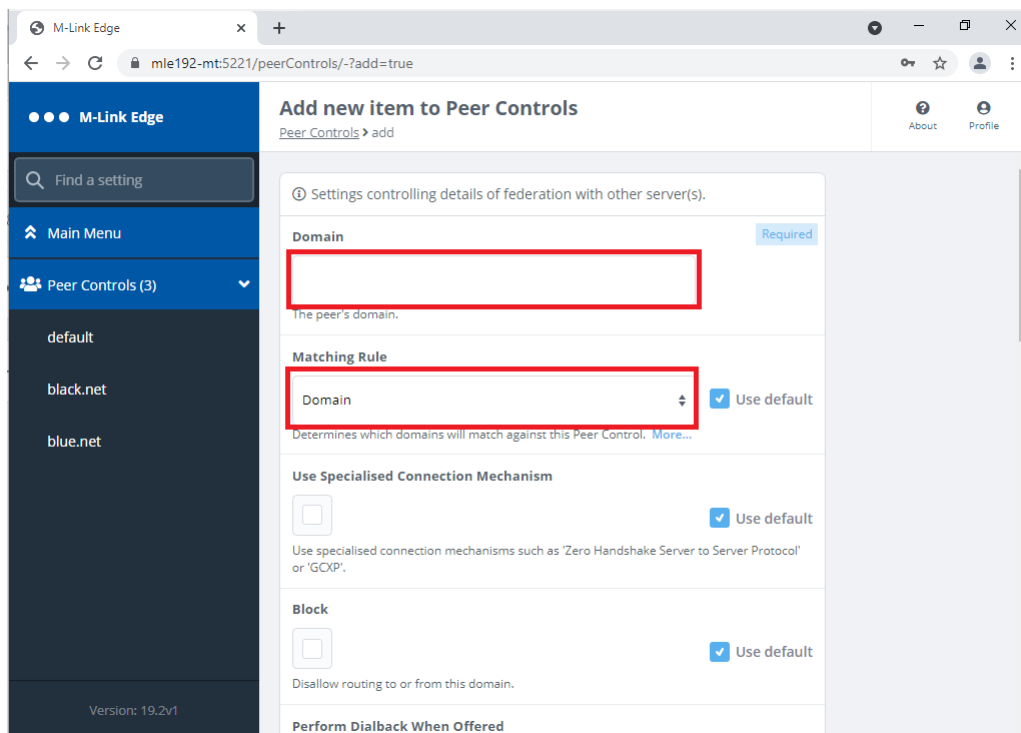 M-Link Edge
mle192-mt:5221/peerControls/-?add=true
M-Link Edge
Find a setting
Main Menu
Peer Controls (3)
default
black.net
blue.net
Version: 19.2v1
Add new item to Peer Controls
Peer Controls > add
About
Profile
Settings controlling details of federation with other server(s).
Domain
Required
The peer's domain.
Matching Rule
Domain
Use default
Determines which domains will match against this Peer Control. More...
Use Specialised Connection Mechanism
Use default
Use specialised connection mechanisms such as 'Zero Handshake Server to Server Protocol'
or 'GCXP'.
Block
Use default
Disallow routing to or from this domain.
Perform Dialback When Offered